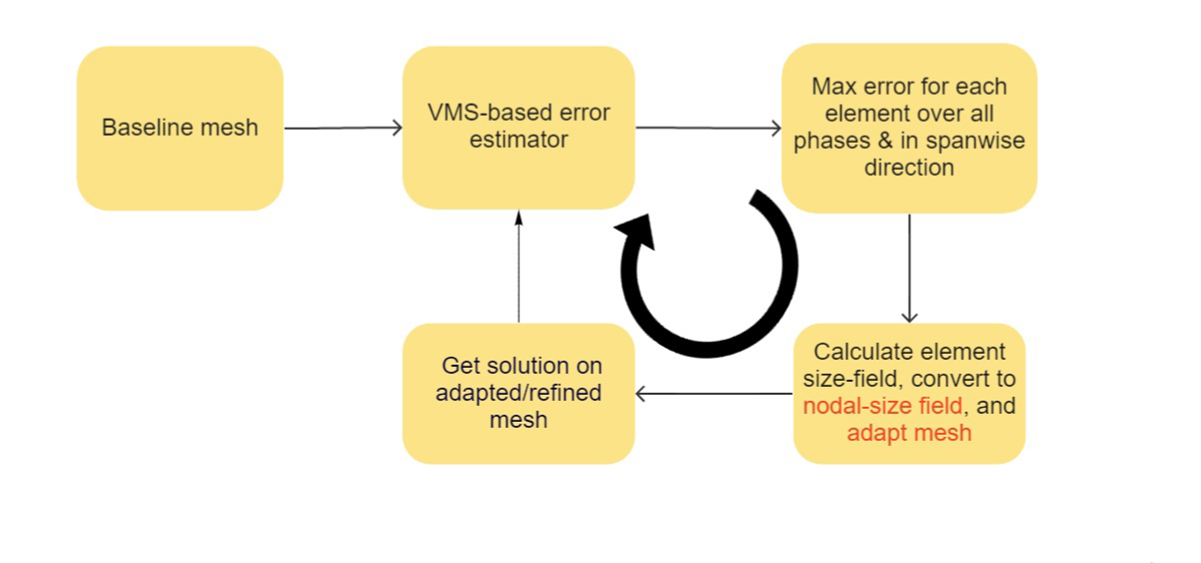 Baseline mesh
VMS-based error
estimator
Max error for each
element over all
phases & in spanwise
direction
Get solution on
adapted/refined
mesh
Calculate element
size-field, convert to
nodal-size field, and
adapt mesh